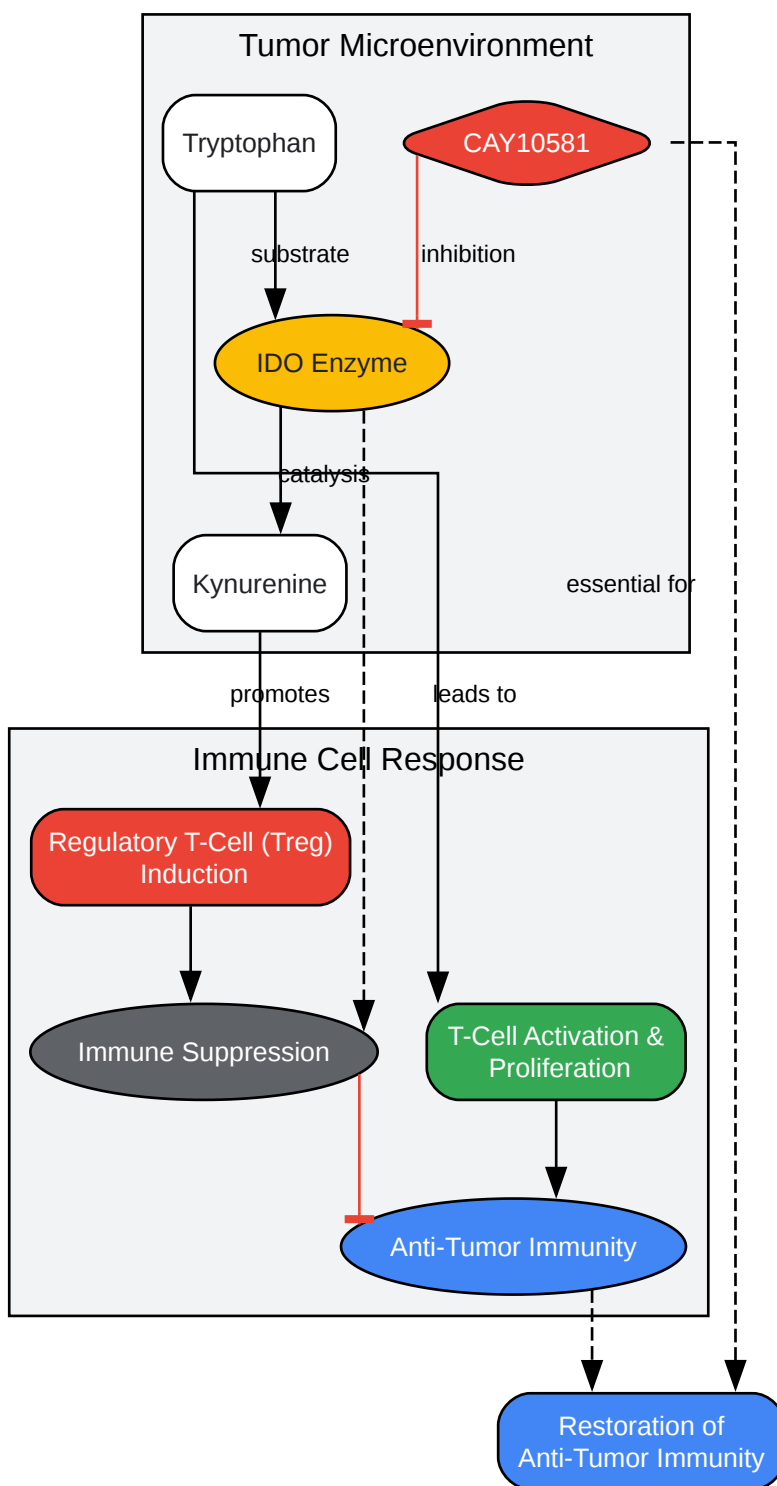 Tumor Microenvironment
Tryptophan
CAY10581
substrate
inhibition
IDO Enzyme
catalysis
Kynurenine
essential for
promotes
leads to
Immune Cell Response
Regulatory T-Cell (Treg)
Induction
Immune Suppression
T-Cell Activation &
Proliferation
Anti-Tumor Immunity
Restoration of
Anti-Tumor Immunity